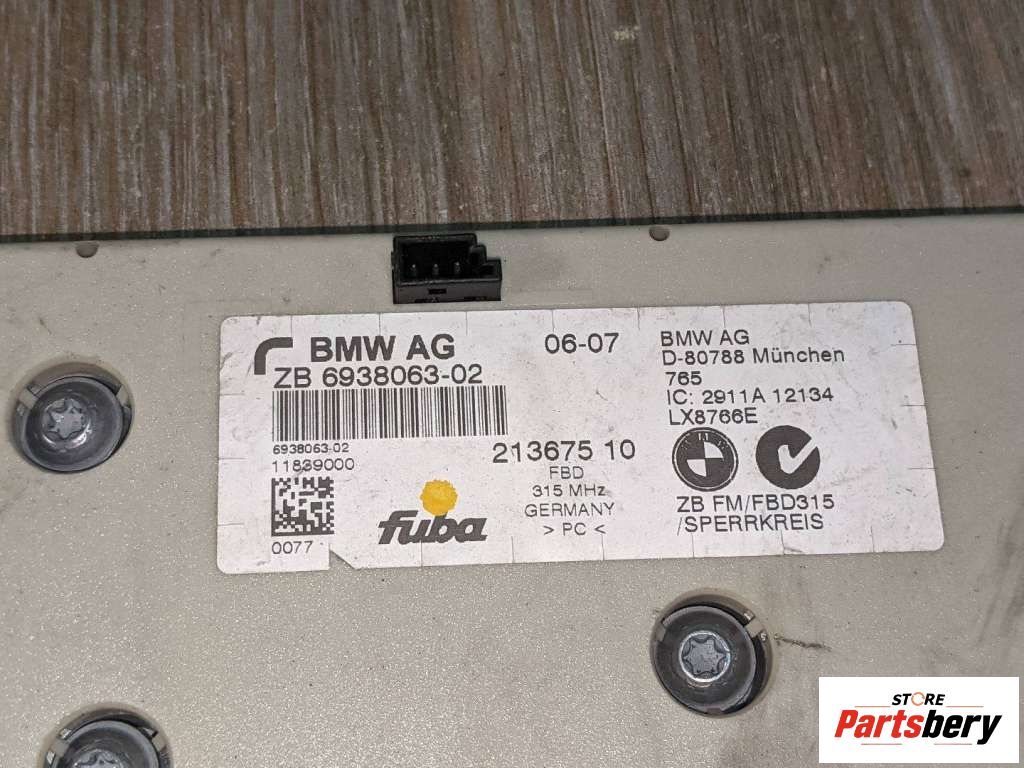 BMW AG
ZB 6938063-02
6938063-02
11839000
0077
06-07
213675 10
FBD
315 MHz
GERMANY
> PC <
fuba
BMW AG
D-80788 München
765
IC: 2911A 12134
LX8766E
ZB FM/FBD315
/SPERRKREIS
STORE
Partsbery